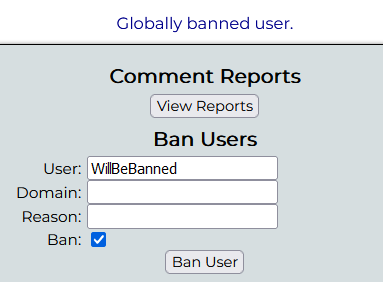 Globally banned user.
Comment Reports
View Reports
Ban Users
User: WillBeBanned
Domain:
Reason:
Ban:
Ban User